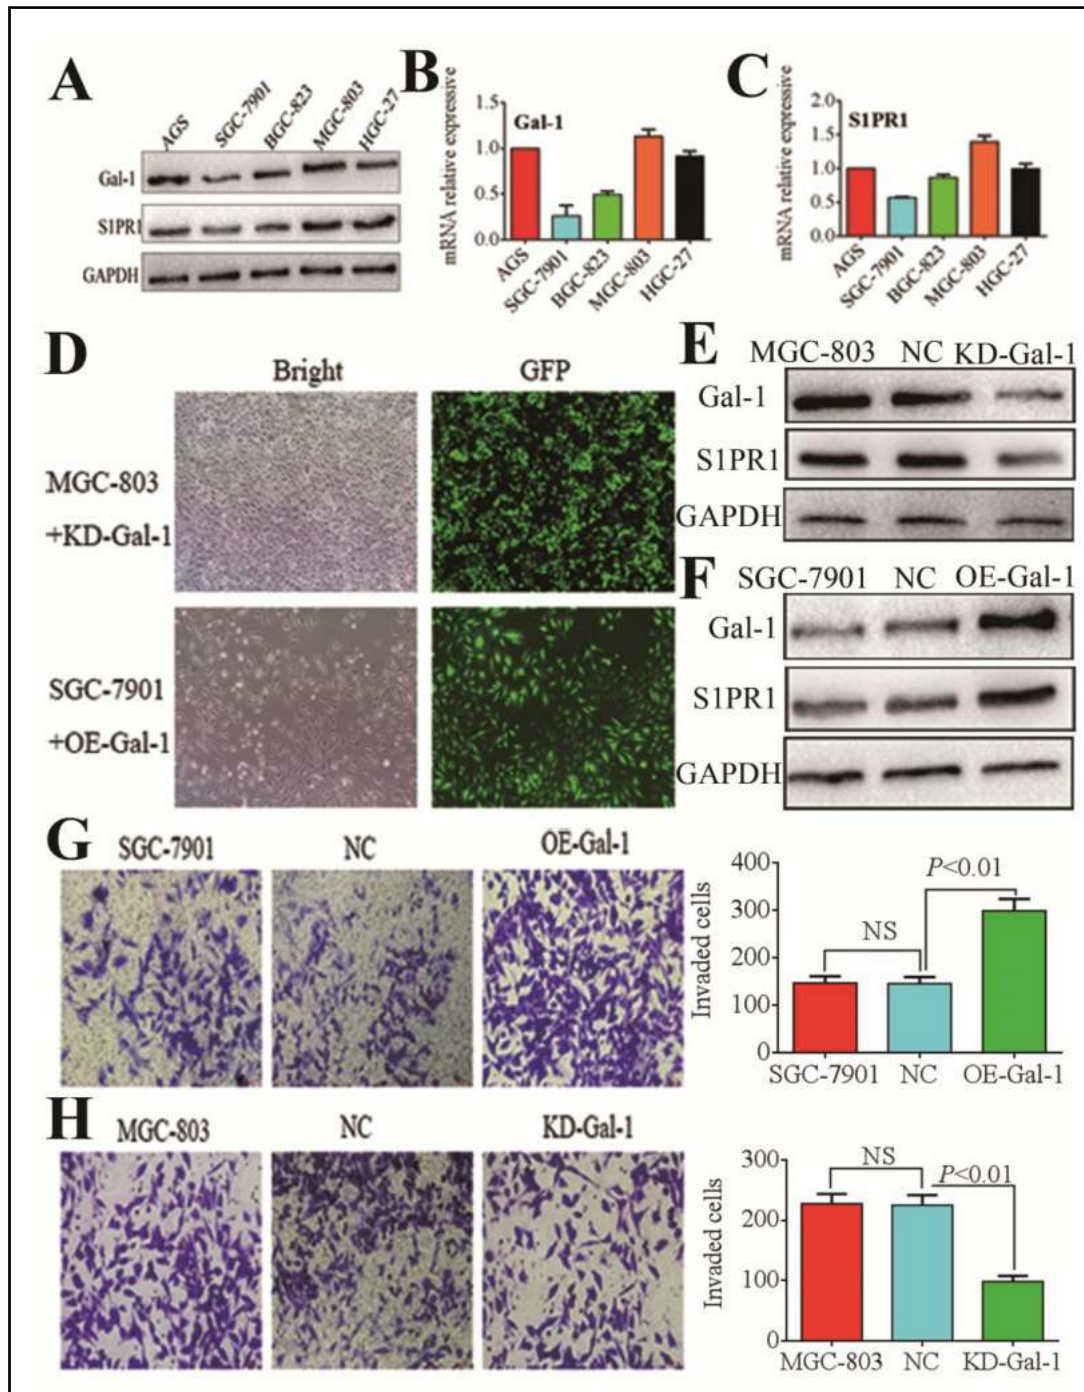 A
AGS
SGC-7901
BGC-823
MGC-803
HGC-27
Gal-1
S1PR1
GAPDH
B
mRNA relative expressive
Gal-1
1.5
1.0
0.5
0.0
AGS
SGC-7901
BGC-823
MGC-803
HGC-27
C
mRNA relative expressive
S1PR1
2.0
1.5
1.0
0.5
0.0
AGS
SGC-7901
BGC-823
MGC-803
HGC-27
D
Bright GFP
MGC-803
+KD-Gal-1
SGC-7901
+OE-Gal-1
E
MGC-803 NC KD-Gal-1
Gal-1
S1PR1
GAPDH
F
SGC-7901 NC OE-Gal-1
Gal-1
S1PR1
GAPDH
G
SGC-7901 NC OE-Gal-1
Invaded cells
400
300
200
100
0
NS
P<0.01
SGC-7901 NC OE-Gal-1
H
MGC-803 NC KD-Gal-1
Invaded cells
300
200
100
0
NS
P<0.01
MGC-803 NC KD-Gal-1